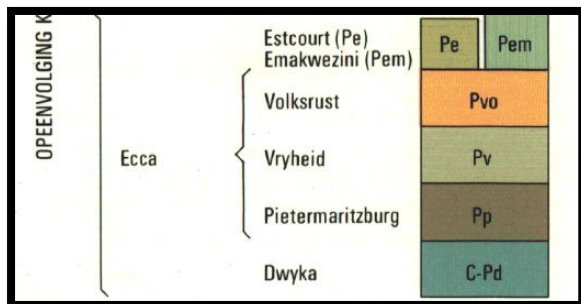 OPEENVOLGING K
Estcourt (Pe)
Emakwezini (Pem)
Pe
Pem
Volksrust
Pvo
Ecca
Vryheid
Pv
Pietermaritzburg
Pp
Dwyka
C-Pd